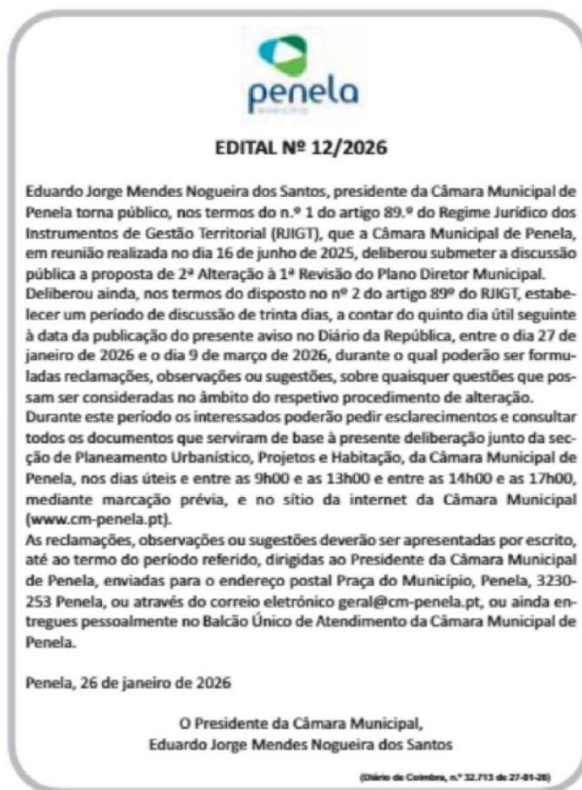 penela
MUNICÍPIO
EDITAL Nº 12/2026
Eduardo Jorge Mendes Nogueira dos Santos, presidente da Câmara Municipal de
Penela torna público, nos termos do n.º 1 do artigo 89.º do Regime Jurídico dos
Instrumentos de Gestão Territorial (RJIGT), que a Câmara Municipal de Penela,
em reunião realizada no dia 16 de junho de 2025, deliberou submeter a discussão
pública a proposta de 2ª Alteração à 1ª Revisão do Plano Diretor Municipal.
Deliberou ainda, nos termos do disposto no nº 2 do artigo 89º do RJIGT, estabe-
lecer um período de discussão de trinta dias, a contar do quinto dia útil seguinte
à data da publicação do presente aviso no Diário da República, entre o dia 27 de
janeiro de 2026 e o dia 9 de março de 2026, durante o qual poderão ser formu-
ladas reclamações, observações ou sugestões, sobre quaisquer questões que pos-
sam ser consideradas no âmbito do respetivo procedimento de alteração.
Durante este período os interessados poderão pedir esclarecimentos e consultar
todos os documentos que serviram de base à presente deliberação junto da sec-
ção de Planeamento Urbanístico, Projetos e Habitação, da Câmara Municipal de
Penela, nos dias úteis e entre as 9h00 e as 13h00 e entre as 14h00 e as 17h00,
mediante marcação prévia, e no sítio da internet da Câmara Municipal
(www.cm-penela.pt).
As reclamações, observações ou sugestões deverão ser apresentadas por escrito,
até ao termo do período referido, dirigidas ao Presidente da Câmara Municipal
de Penela, enviadas para o endereço postal Praça do Município, Penela, 3230-
253 Penela, ou através do correio eletrónico geral@cm-penela.pt, ou ainda en-
tregues pessoalmente no Balcão Único de Atendimento da Câmara Municipal de
Penela.
Penela, 26 de janeiro de 2026
O Presidente da Câmara Municipal,
Eduardo Jorge Mendes Nogueira dos Santos
(Diário de Coimbra, n.º 32.713 de 27-01-26)